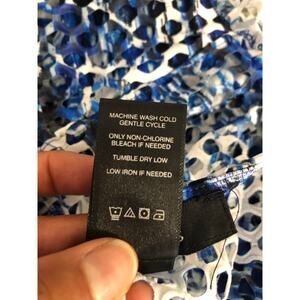 MACHINE WASH COLD
GENTLE CYCLE
ONLY NON-CHLORINE
BLEACH IF NEEDED
TUMBLE DRY LOW
LOW IRON IF NEEDED